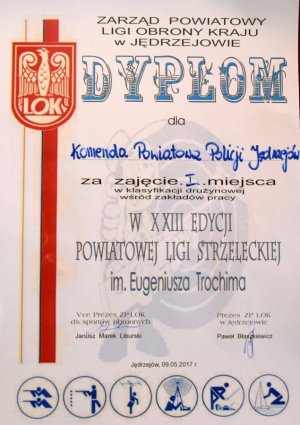 ZARZĄD POWIATOWY
LIGI OBRONY KRAJU
w JĘDRZEJOWIE
LOK
DYPLOM
dla
Komenda Powiatowa Policji Jędrzejów
za zajęcie I miejsca
w klasyfikacji drużynowej
wśród zakładów pracy
W XXIII EDYCJI
POWIATOWEJ LIGI STRZELECKIEJ
im. Eugeniusza Trochima
Vice Prezes ZP LOK
ds. sportów obronnych
Janusz Marek Liburski
Prezes ZP LOK
w Jędrzejowie
Paweł Błaszkiewicz
Jędrzejów, 09.05.2017 r.